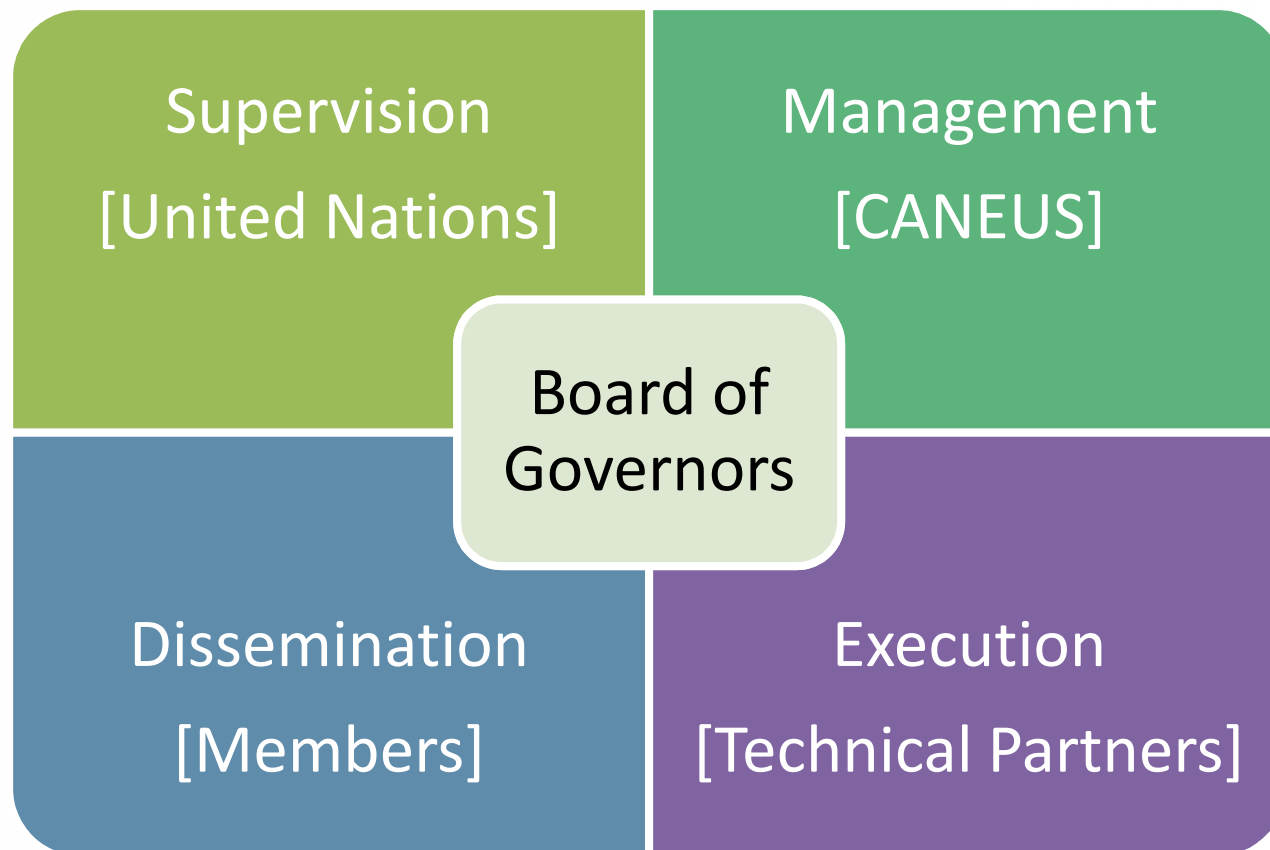 Supervision
[United Nations]
Management
[CANEUS]
Board of
Governors
Dissemination
[Members]
Execution
[Technical Partners]